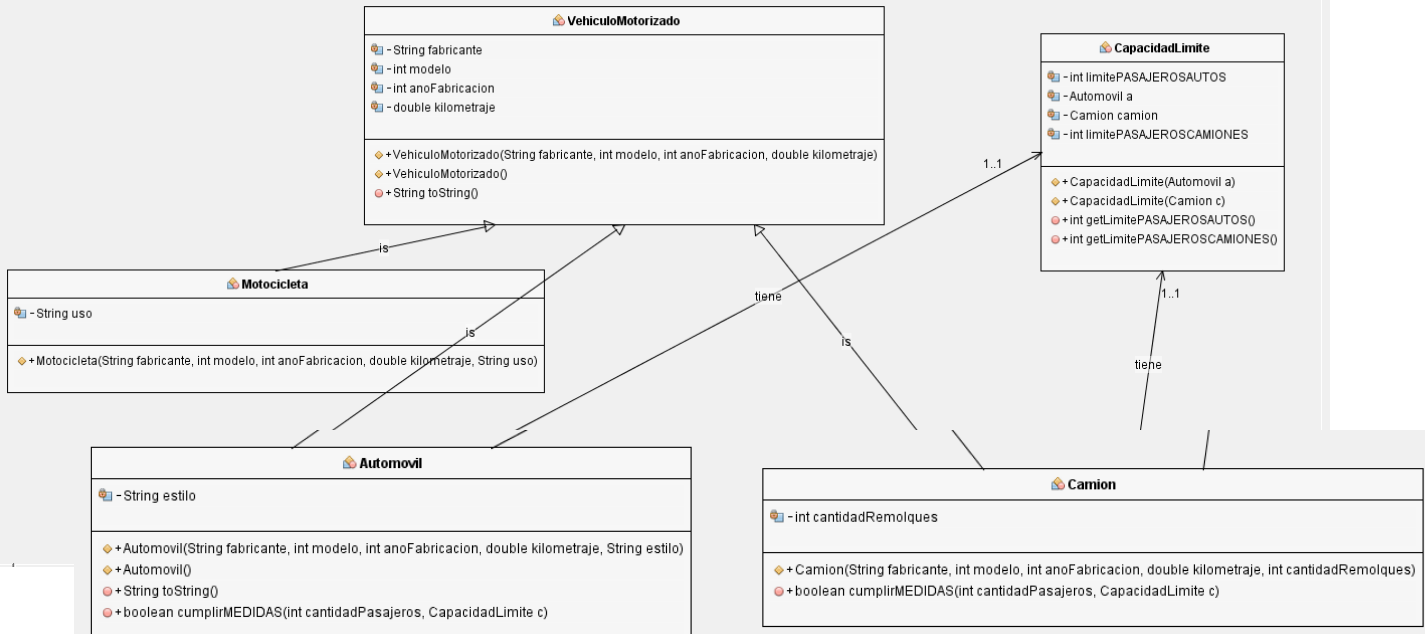 VehiculoMotorizado
-String fabricante
-int modelo
-int anoFabricacion
-double kilometraje
+VehiculoMotorizado(String fabricante, int modelo, int anoFabricacion, double kilometraje)
+VehiculoMotorizado()
+String toString()
CapacidadLimite
-int limitePASAJEROSAUTOS
-Automovil a
-Camion camion
-int limitePASAJEROSCAMIONES
+CapacidadLimite(Automovil a)
+CapacidadLimite(Camion c)
+int getLimitePASAJEROSAUTOS()
+int getLimitePASAJEROSCAMIONES()
1..1
is
Motocicleta
-String uso
+Motocicleta(String fabricante, int modelo, int anoFabricacion, double kilometraje, String uso)
is
tiene
is
1..1
tiene
Automovil
-String estilo
+Automovil(String fabricante, int modelo, int anoFabricacion, double kilometraje, String estilo)
+Automovil()
+String toString()
+boolean cumplirMEDIDAS(int cantidadPasajeros, CapacidadLimite c)
Camion
-int cantidadRemolques
+Camion(String fabricante, int modelo, int anoFabricacion, double kilometraje, int cantidadRemolques)
+boolean cumplirMEDIDAS(int cantidadPasajeros, CapacidadLimite c)